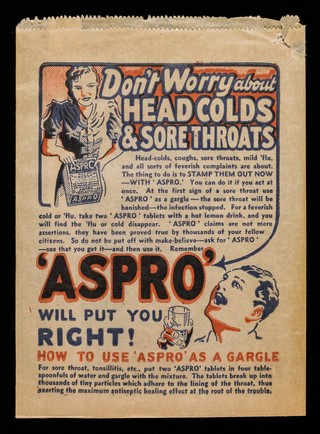 Don't Worry about
HEAD COLDS
& SORE THROATS
Head-colds, coughs, sore throats, mild 'flu,
and all sorts of feverish complaints are about.
The thing to do is to STAMP THEM OUT NOW
—WITH 'ASPRO.' You can do it if you act at
once. At the first sign of a sore throat use
'ASPRO' as a gargle—the sore throat will be
banished—the infection stopped. For a feverish
cold or 'flu, take two 'ASPRO' tablets with a hot lemon drink, and you
will find the 'flu or cold disappear. 'ASPRO' claims are not mere
assertions, they have been proved true by thousands of your fellow
citizens. So do not be put off with make-believe—ask for 'ASPRO'
—see that you get it—and then use it. Remember
ASPRO
ASPRO
'ASPRO'
WILL PUT YOU
RIGHT!
HOW TO USE 'ASPRO' AS A GARGLE
For sore throat, tonsillitis, etc., put two 'ASPRO' tablets in four table-
spoonfuls of water and gargle with the mixture. The tablets break up into
thousands of tiny particles which adhere to the lining of the throat, thus
exerting the maximum antiseptic healing effect at the root of the trouble.